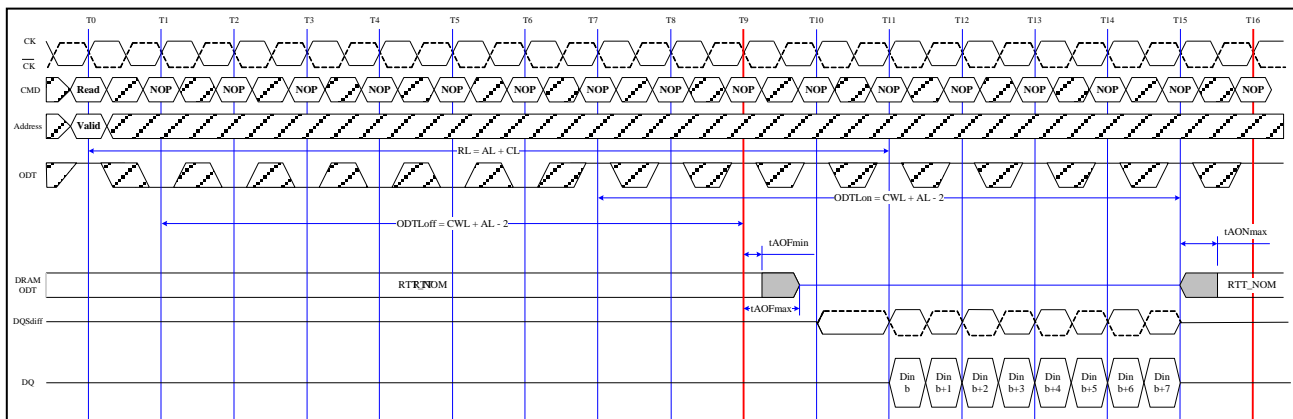 T0 T1 T2 T3 T4 T5 T6 T7 T8 T9 T10 T11 T12 T13 T14 T15 T16
CK
CK
CMD Read NOP NOP NOP NOP NOP NOP NOP NOP NOP NOP NOP NOP NOP NOP NOP NOP
Address Valid
RL = AL + CL
ODT
ODTLon = CWL + AL - 2
ODTLoff = CWL + AL - 2
tAOFmin tAONmax
DRAM
ODT
RTT_NOM RTT_NOM
tAOFmax
DQSdiff
DQ
Din b Din b+1 Din b+2 Din b+3 Din b+4 Din b+5 Din b+6 Din b+7